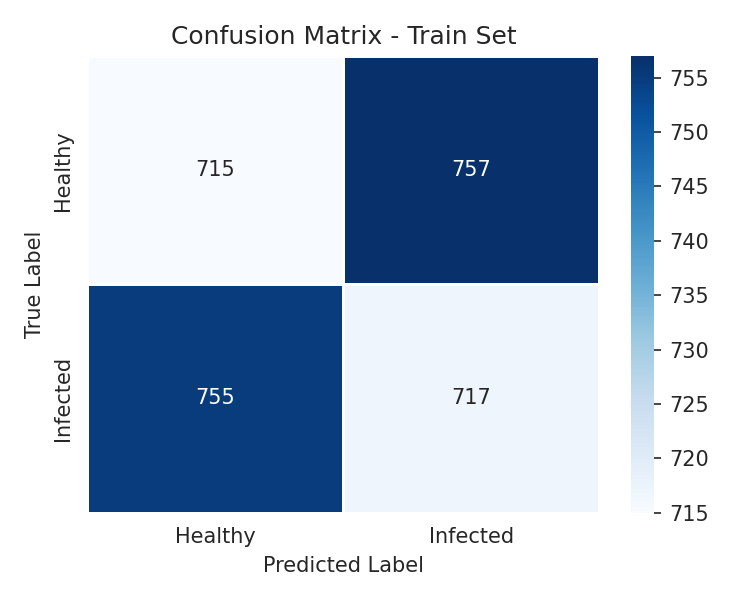 Confusion Matrix - Train Set
True Label
Healthy
Infected
715
757
755
717
Healthy
Infected
Predicted Label
755
750
745
740
735
730
725
720
715